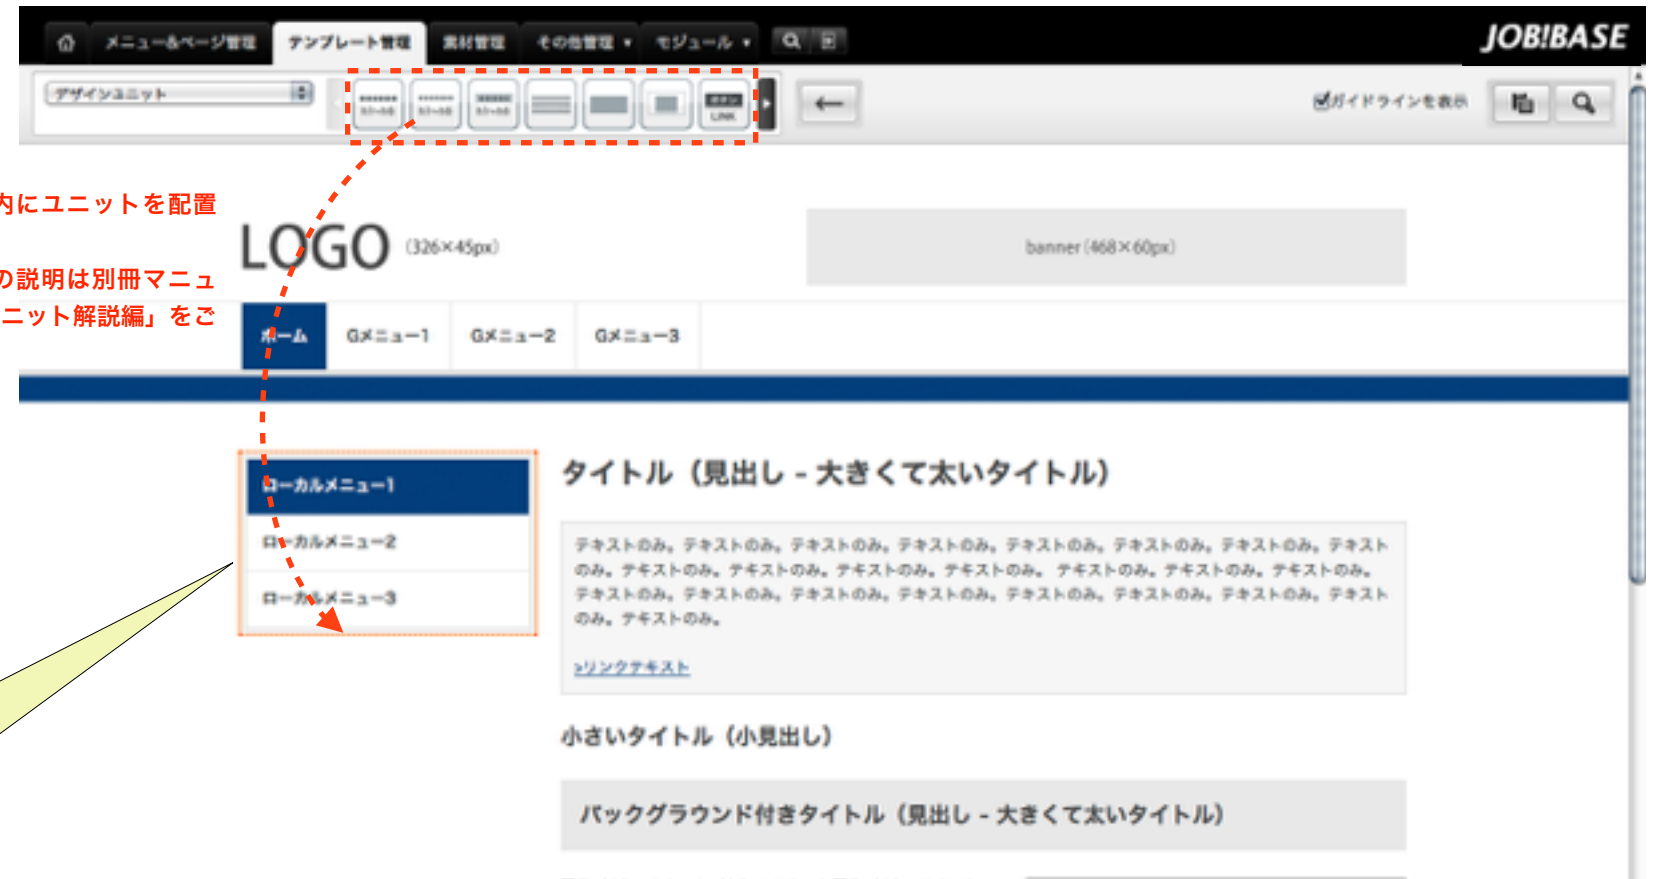 メニュー&ページ管理 テンプレート管理 素材管理 その他管理 ▼ モジュール ▼
JOB!BASE
デザインユニット
LINK
ガイドラインを表示
内にユニットを配置
の説明は別冊マニュ
ニット解説編」をご
LOGO (326×45px)
banner(468×60px)
ホーム Gメニュー1 Gメニュー2 Gメニュー3
ローカルメニュー1
ローカルメニュー2
ローカルメニュー3
タイトル（見出し - 大きくて太いタイトル）
テキストのみ。テキストのみ。テキストのみ。テキストのみ。テキストのみ。テキストのみ。テキストのみ。テキスト
のみ。テキストのみ。テキストのみ。テキストのみ。テキストのみ。 テキストのみ。テキストのみ。テキストのみ。
テキストのみ。テキストのみ。テキストのみ。テキストのみ。テキストのみ。テキストのみ。テキストのみ。テキスト
のみ。テキストのみ。
>リンクテキスト
小さいタイトル（小見出し）
バックグラウンド付きタイトル（見出し - 大きくて太いタイトル）